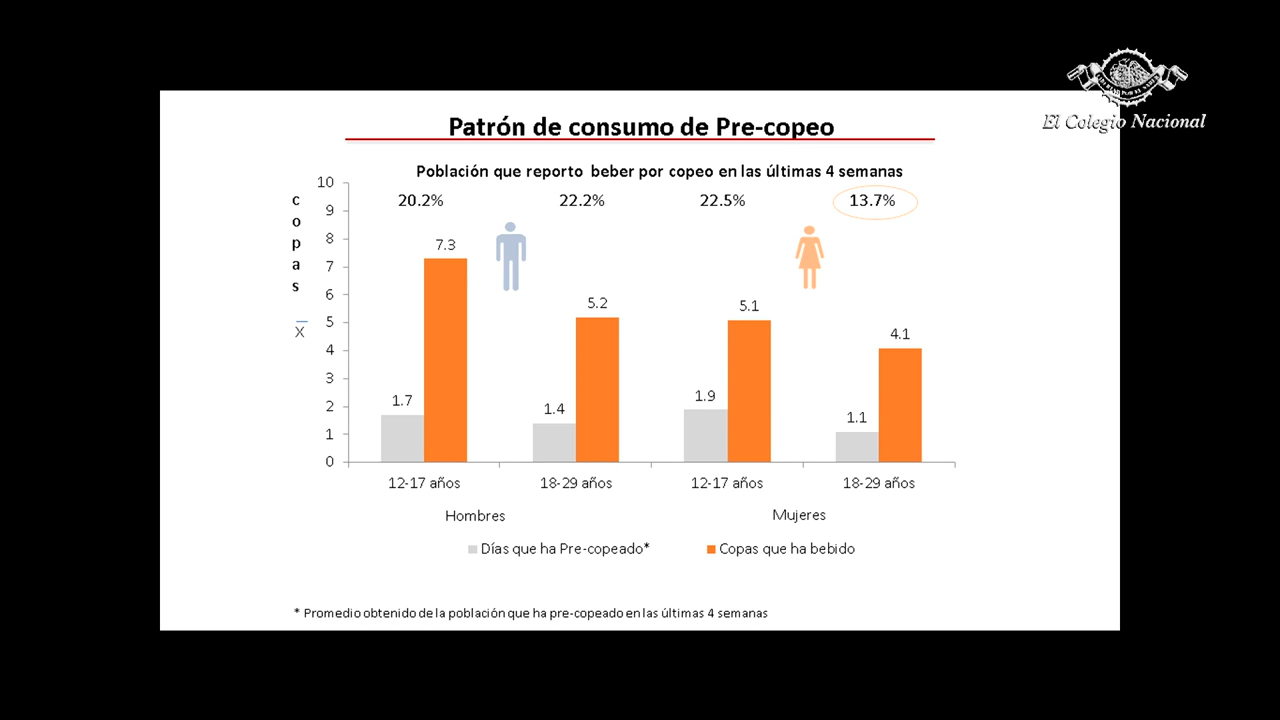 El Colegio Nacional
Patrón de consumo de Pre-copeo
Población que reporto beber por copeo en las últimas 4 semanas
20.2% 22.2% 22.5% 13.7%
copas
X
10
9
8
7
6
5
4
3
2
1
0
1.7 7.3 1.4 5.2 1.9 5.1 1.1 4.1
12-17 años 18-29 años 12-17 años 18-29 años
Hombres Mujeres
Días que ha Pre-copeado* Copas que ha bebido
* Promedio obtenido de la población que ha pre-copeado en las últimas 4 semanas